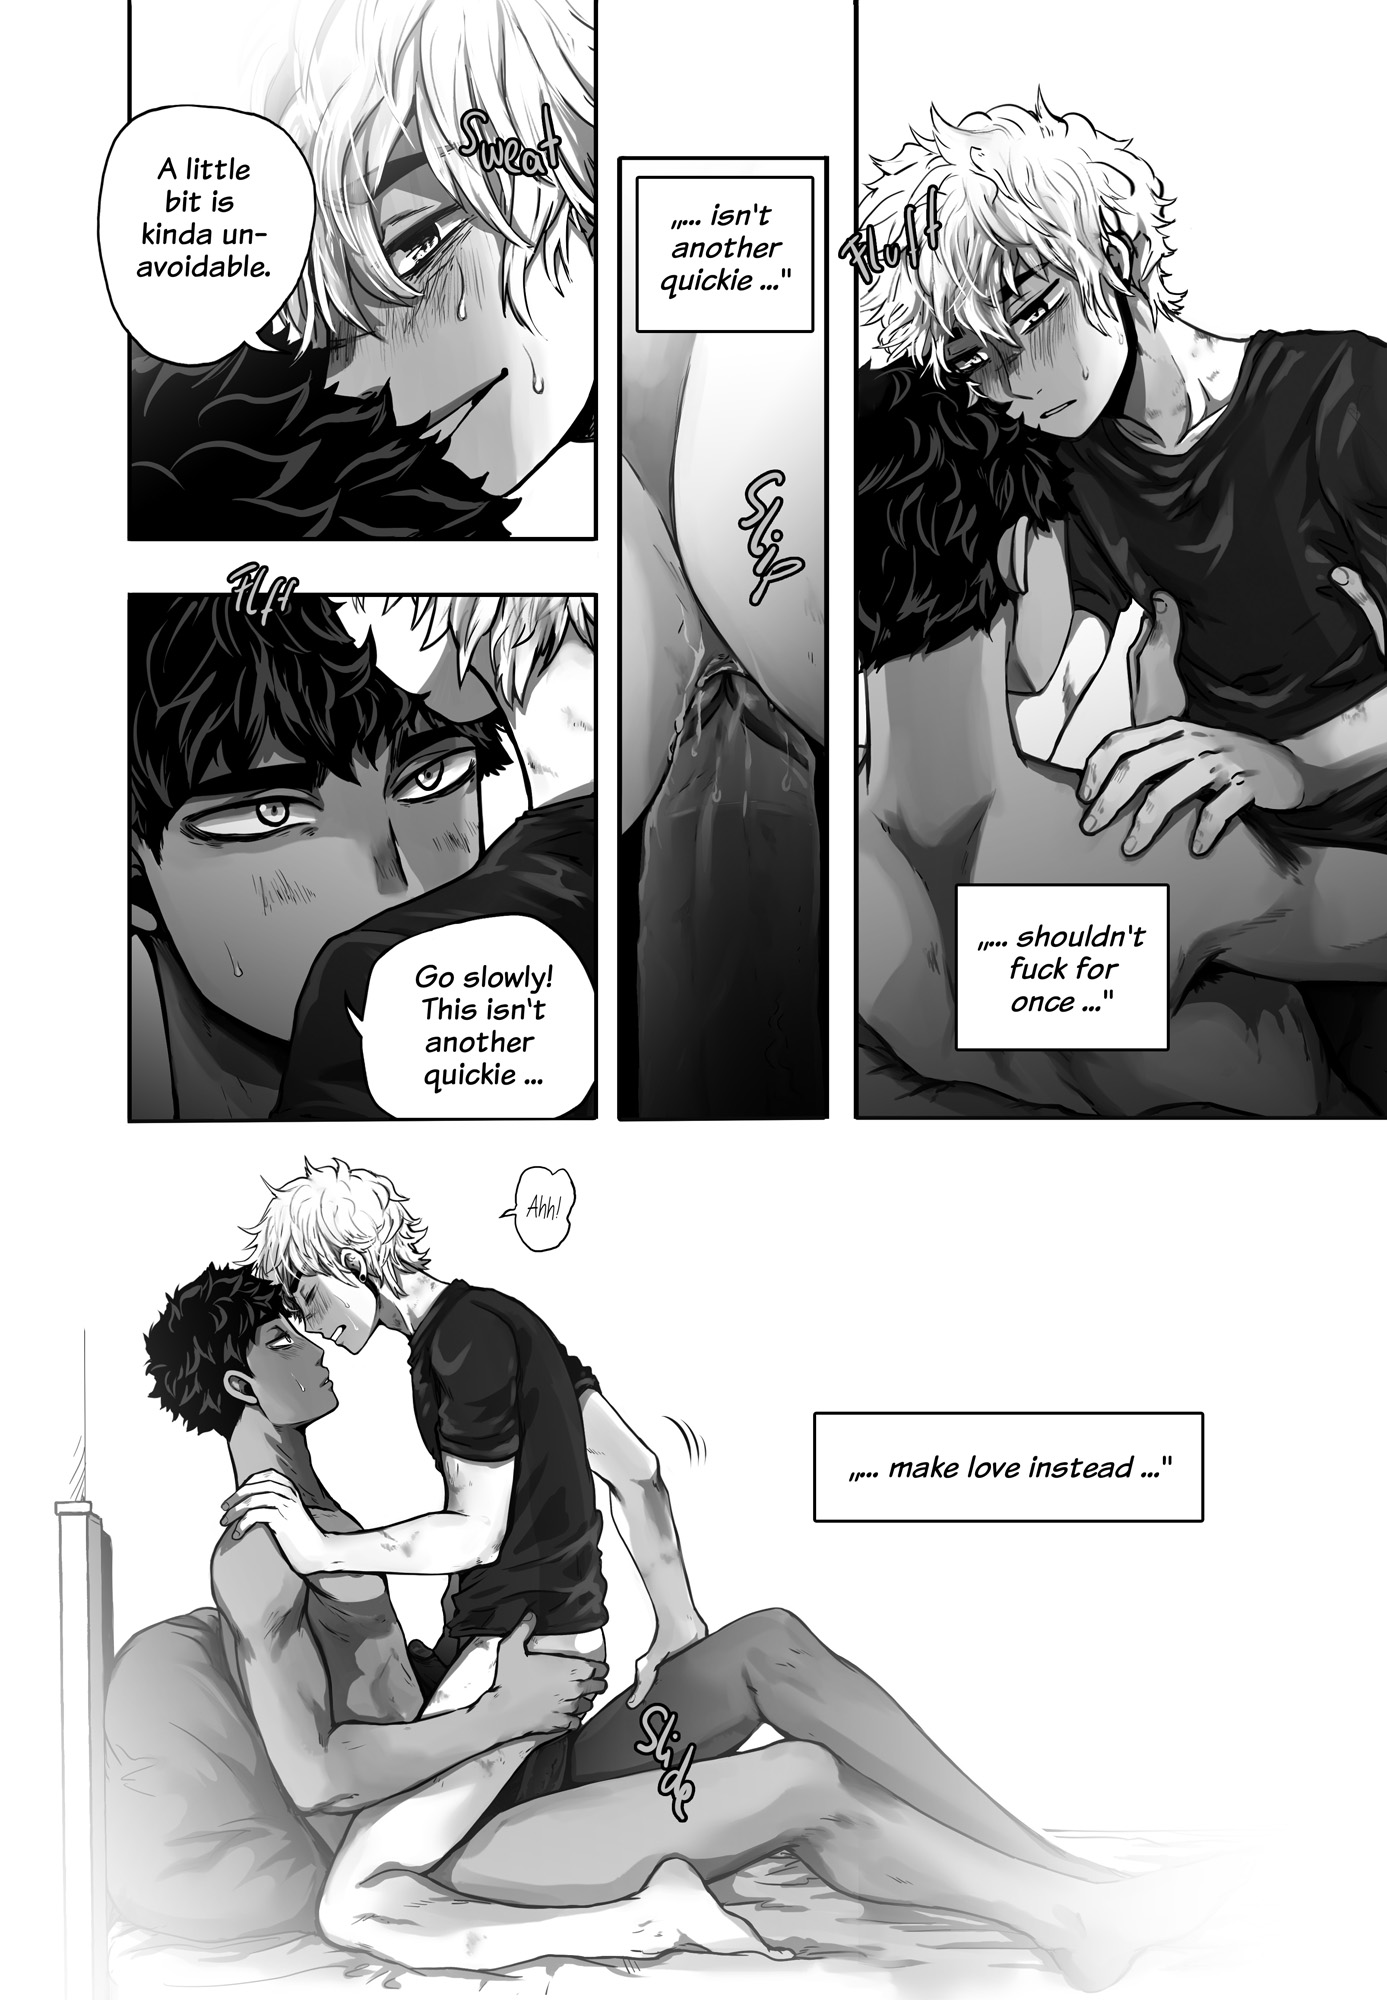 A little
bit is
kinda un-
avoidable.
Sweat
Flff
Go slowly!
This isn't
another
quickie ...
„... isn't
another
quickie ..."
Slip
Fluff
„... shouldn't
fuck for
once ..."
Ahh!
„... make love instead ..."
Slide